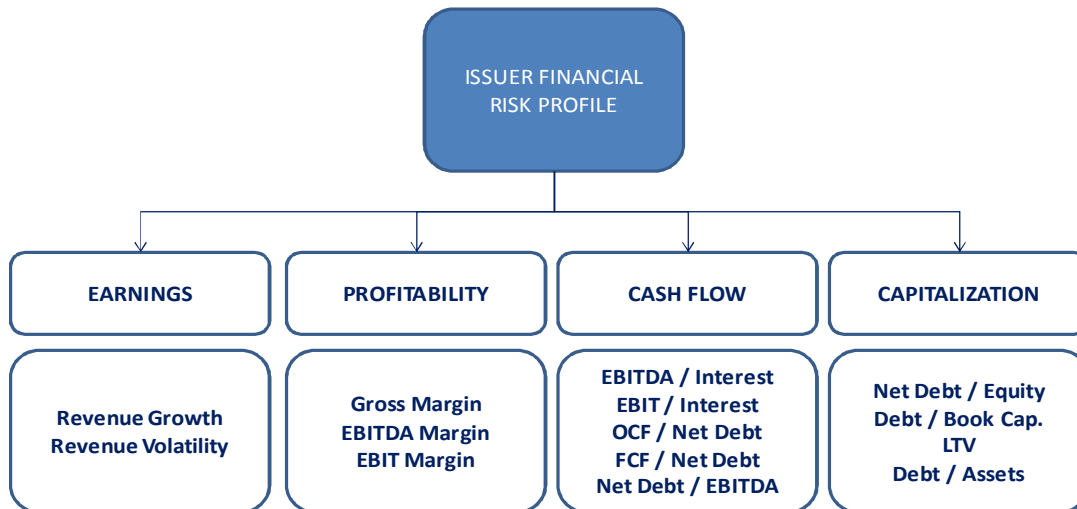 ISSUER FINANCIAL
RISK PROFILE
EARNINGS
PROFITABILITY
CASH FLOW
CAPITALIZATION
Revenue Growth
Revenue Volatility
Gross Margin
EBITDA Margin
EBIT Margin
EBITDA / Interest
EBIT / Interest
OCF / Net Debt
FCF / Net Debt
Net Debt / EBITDA
Net Debt / Equity
Debt / Book Cap.
LTV
Debt / Assets